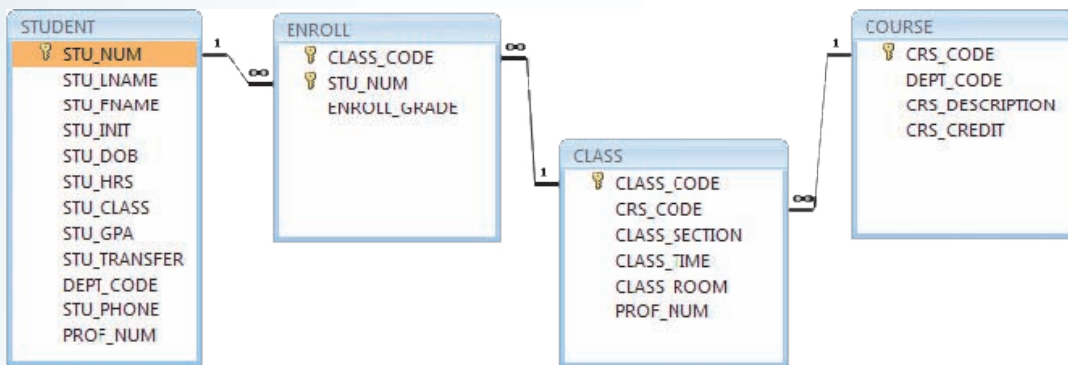 STUDENT
STU_NUM
STU_LNAME
STU_FNAME
STU_INIT
STU_DOB
STU_HRS
STU_CLASS
STU_GPA
STU_TRANSFER
DEPT_CODE
STU_PHONE
PROF_NUM
1
∞
ENROLL
CLASS_CODE
STU_NUM
ENROLL_GRADE
∞
1
CLASS
CLASS_CODE
CRS_CODE
CLASS_SECTION
CLASS_TIME
CLASS_ROOM
PROF_NUM
∞
1
COURSE
CRS_CODE
DEPT_CODE
CRS_DESCRIPTION
CRS_CREDIT